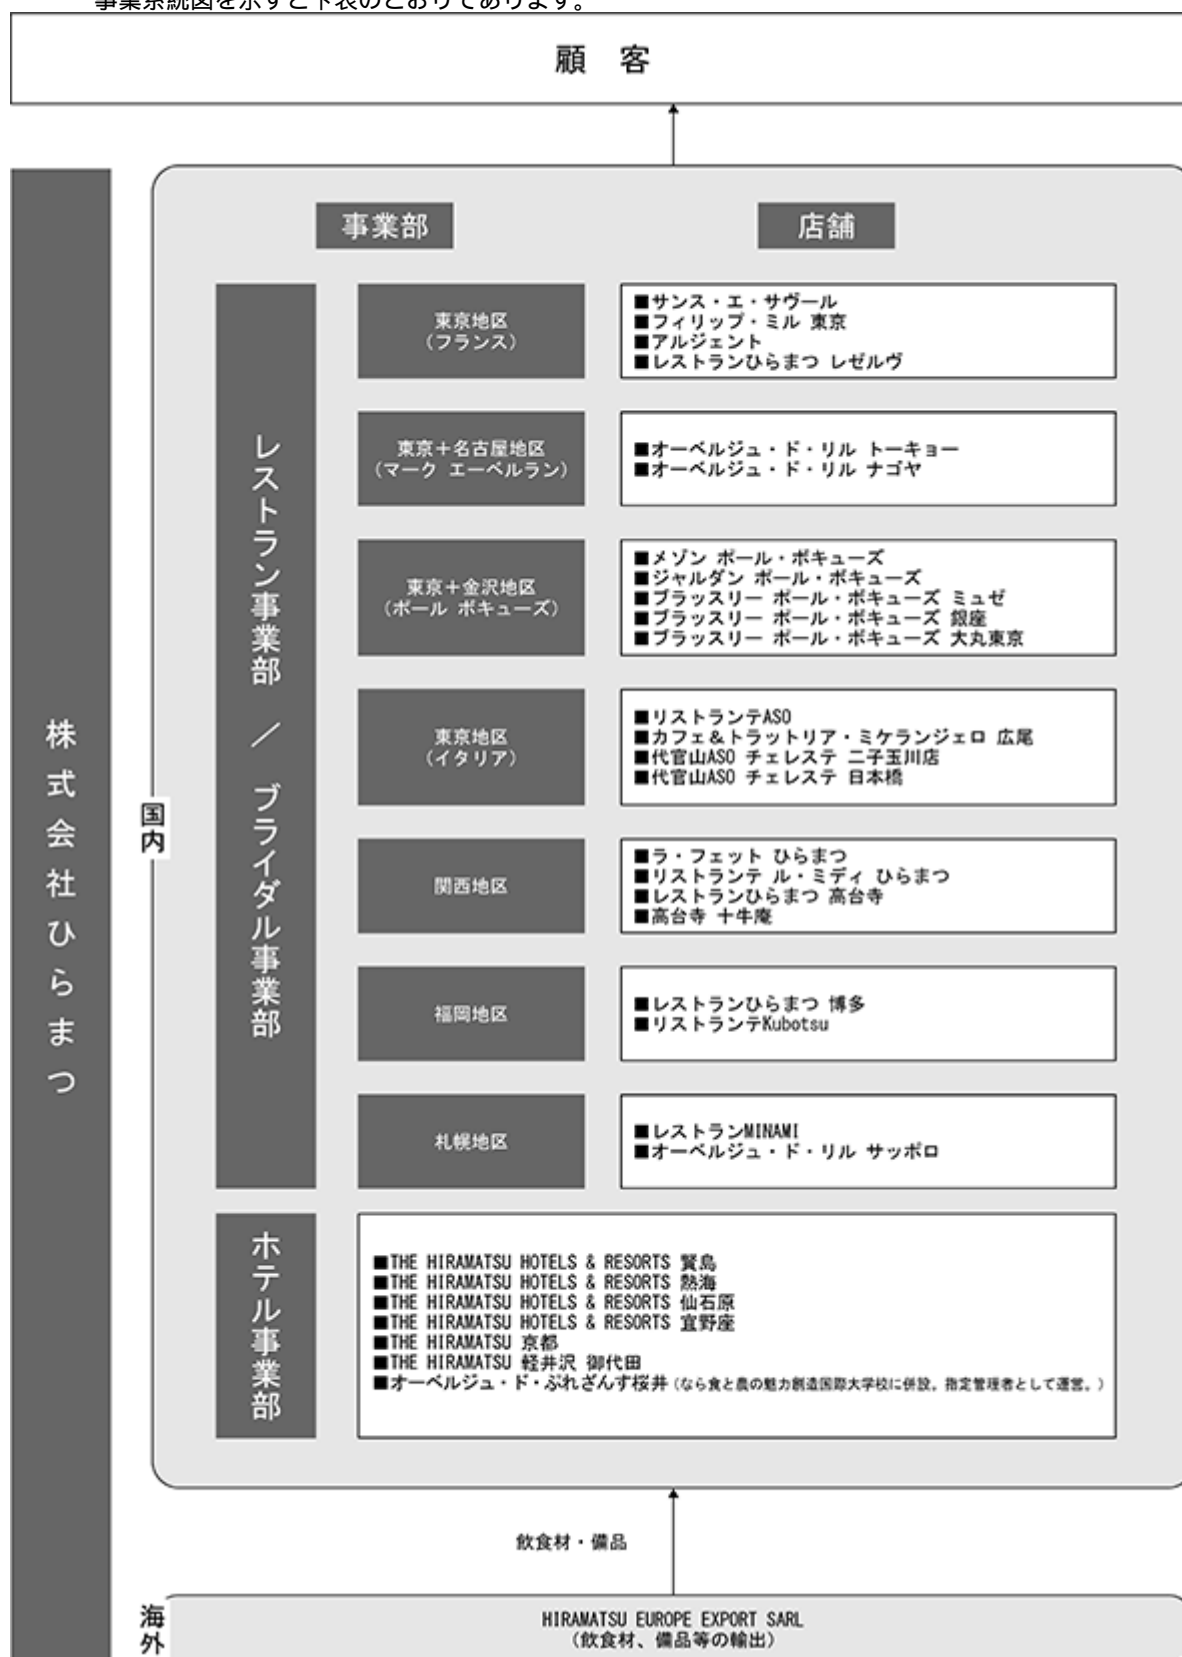 事業系統図を示すと下表のとおりであります。
顧 客
事業部
店舗
株式会社ひらまつ
国内
レストラン事業部 / ブライダル事業部
東京地区
(フランス)
■サンス・エ・サヴール
■フィリップ・ミル 東京
■アルジェント
■レストランひらまつ レゼルヴ
東京+名古屋地区
(マーク エーベルラン)
■オーベルジュ・ド・リル トーキョー
■オーベルジュ・ド・リル ナゴヤ
東京+金沢地区
(ポール ボキューズ)
■メゾン ポール・ボキューズ
■ジャルダン ポール・ボキューズ
■ブラッスリー ポール・ボキューズ ミュゼ
■ブラッスリー ポール・ボキューズ 銀座
■ブラッスリー ポール・ボキューズ 大丸東京
東京地区
(イタリア)
■リストランテASO
■カフェ&トラットリア・ミケランジェロ 広尾
■代官山ASO チェレステ 二子玉川店
■代官山ASO チェレステ 日本橋
関西地区
■ラ・フェット ひらまつ
■リストランテ ル・ミディ ひらまつ
■レストランひらまつ 高台寺
■高台寺 十牛庵
福岡地区
■レストランひらまつ 博多
■リストランテKubotsu
札幌地区
■レストランMINAMI
■オーベルジュ・ド・リル サッポロ
ホテル事業部
■THE HIRAMATSU HOTELS & RESORTS 賢島
■THE HIRAMATSU HOTELS & RESORTS 熱海
■THE HIRAMATSU HOTELS & RESORTS 仙石原
■THE HIRAMATSU HOTELS & RESORTS 宜野座
■THE HIRAMATSU 京都
■THE HIRAMATSU 軽井沢 御代田
■オーベルジュ・ド・ぷれざんす桜井(なら食と農の魅力創造国際大学校に併設。指定管理者として運営。)
飲食材・備品
海外
HIRAMATSU EUROPE EXPORT SARL
(飲食材、備品等の輸出)